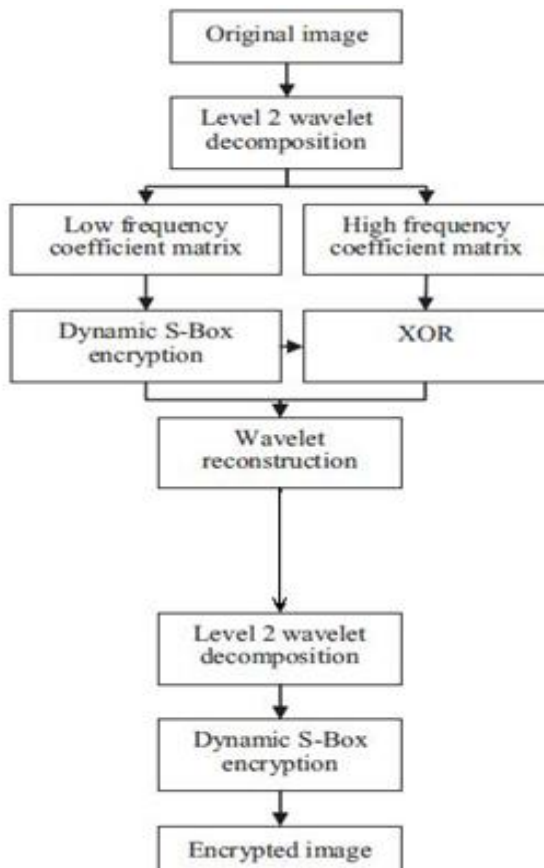 Original image
Level 2 wavelet
decomposition
Low frequency
coefficient matrix
High frequency
coefficient matrix
Dynamic S-Box
encryption
XOR
Wavelet
reconstruction
Level 2 wavelet
decomposition
Dynamic S-Box
encryption
Encrypted image